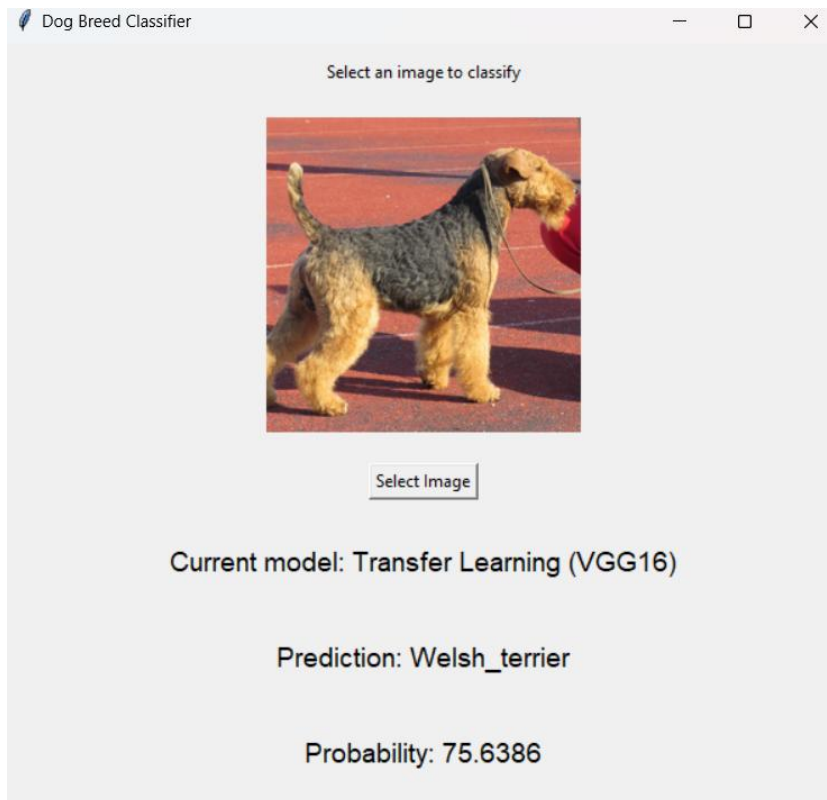 Dog Breed Classifier
Select an image to classify
Select Image
Current model: Transfer Learning (VGG16)
Prediction: Welsh_terrier
Probability: 75.6386